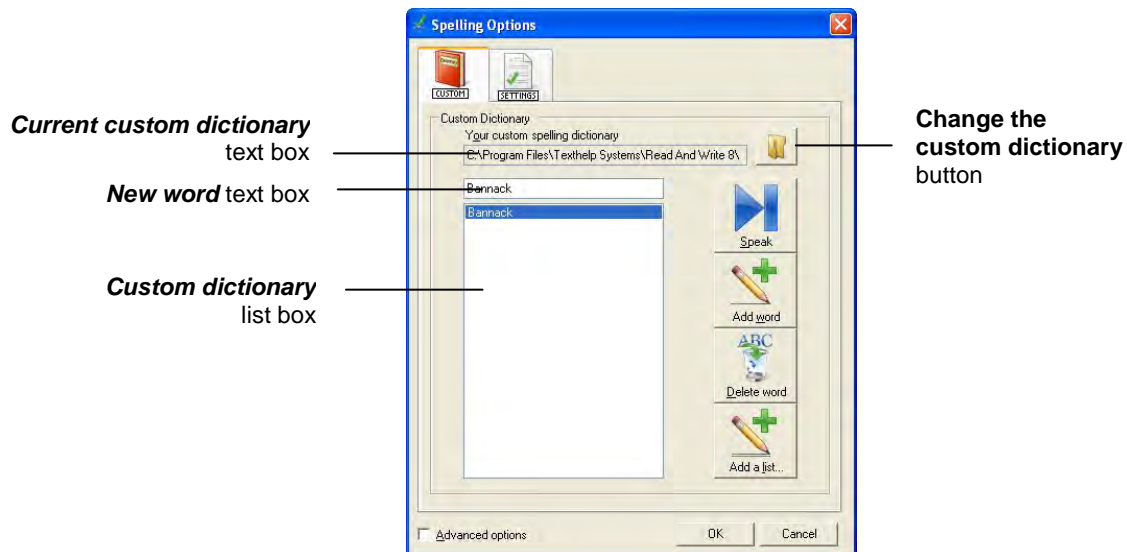 Spelling Options
CUSTOM
SETTINGS
Custom Dictionary
Your custom spelling dictionary
C:\Program Files\Texthelp Systems\Read And Write 8\
Bannack
Bannack
Speak
Add word
ABC
Delete word
Add a list...
Advanced options
OK
Cancel
Current custom dictionary
text box
New word text box
Custom dictionary
list box
Change the
custom dictionary
button